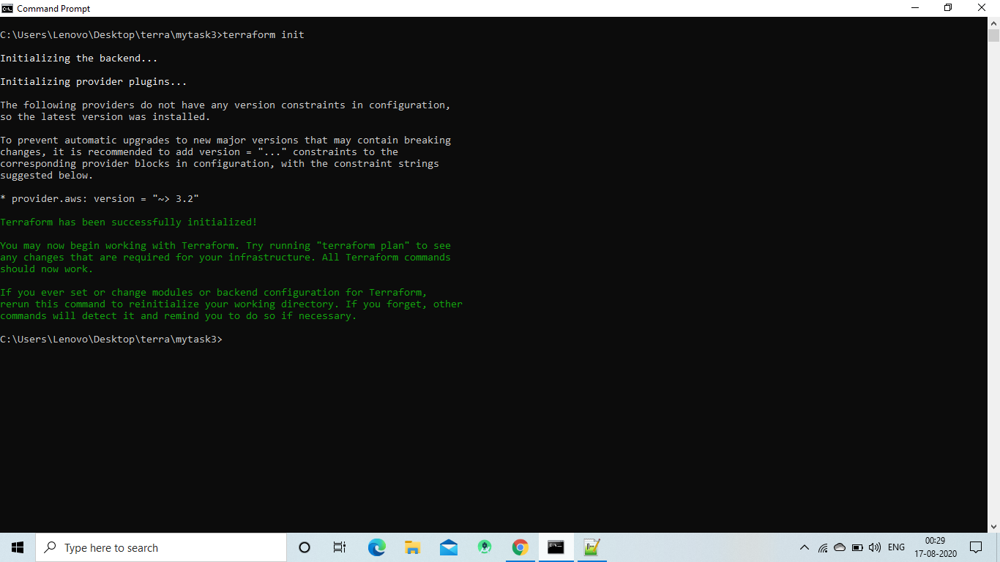 Command Prompt
C:\Users\Lenovo\Desktop\terra\mytask3>terraform init
Initializing the backend...
Initializing provider plugins...
The following providers do not have any version constraints in configuration,
so the latest version was installed.
To prevent automatic upgrades to new major versions that may contain breaking
changes, it is recommended to add version = "..." constraints to the
corresponding provider blocks in configuration, with the constraint strings
suggested below.
* provider.aws: version = "~> 3.2"
Terraform has been successfully initialized!
You may now begin working with Terraform. Try running "terraform plan" to see
any changes that are required for your infrastructure. All Terraform commands
should now work.
If you ever set or change modules or backend configuration for Terraform,
rerun this command to reinitialize your working directory. If you forget, other
commands will detect it and remind you to do so if necessary.
C:\Users\Lenovo\Desktop\terra\mytask3>
Type here to search
ENG
00:29
17-08-2020